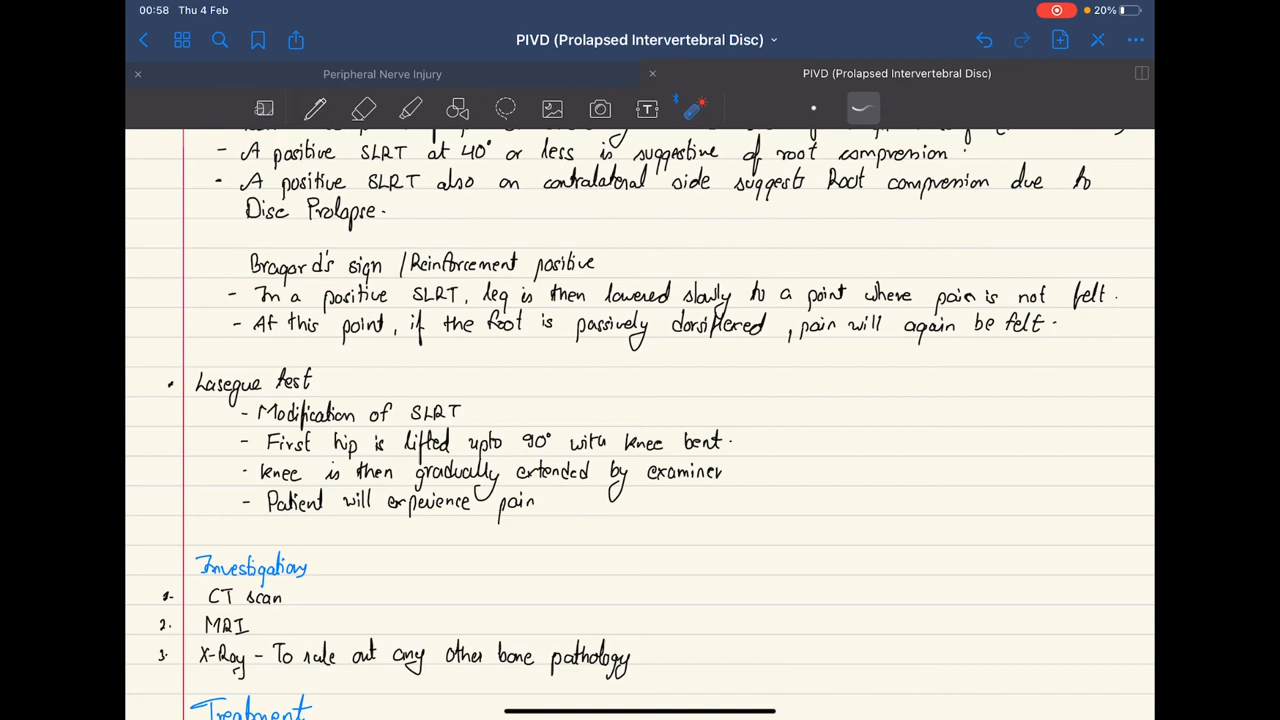 00:58 Thu 4 Feb
20%
PIVD (Prolapsed Intervertebral Disc)
Peripheral Nerve Injury
PIVD (Prolapsed Intervertebral Disc)
- A positive SLRT at 40° or less is suggestive of root compression.
- A positive SLRT also on contralateral side suggests Root compression due to
Disc Prolapse.
Bragard's sign / Reinforcement positive
- In a positive SLRT, leg is then lowered slowly to a point where pain is not felt.
- At this point, if the foot is passively dorsiflexed, pain will again be felt.
• Lasegue test
- Modification of SLRT
- First hip is lifted upto 90° with knee bent.
- Knee is then gradually extended by examiner
- Patient will experience pain
Investigations
1. CT scan
2. MRI
3. X-Ray - To rule out any other bone pathology
Treatment